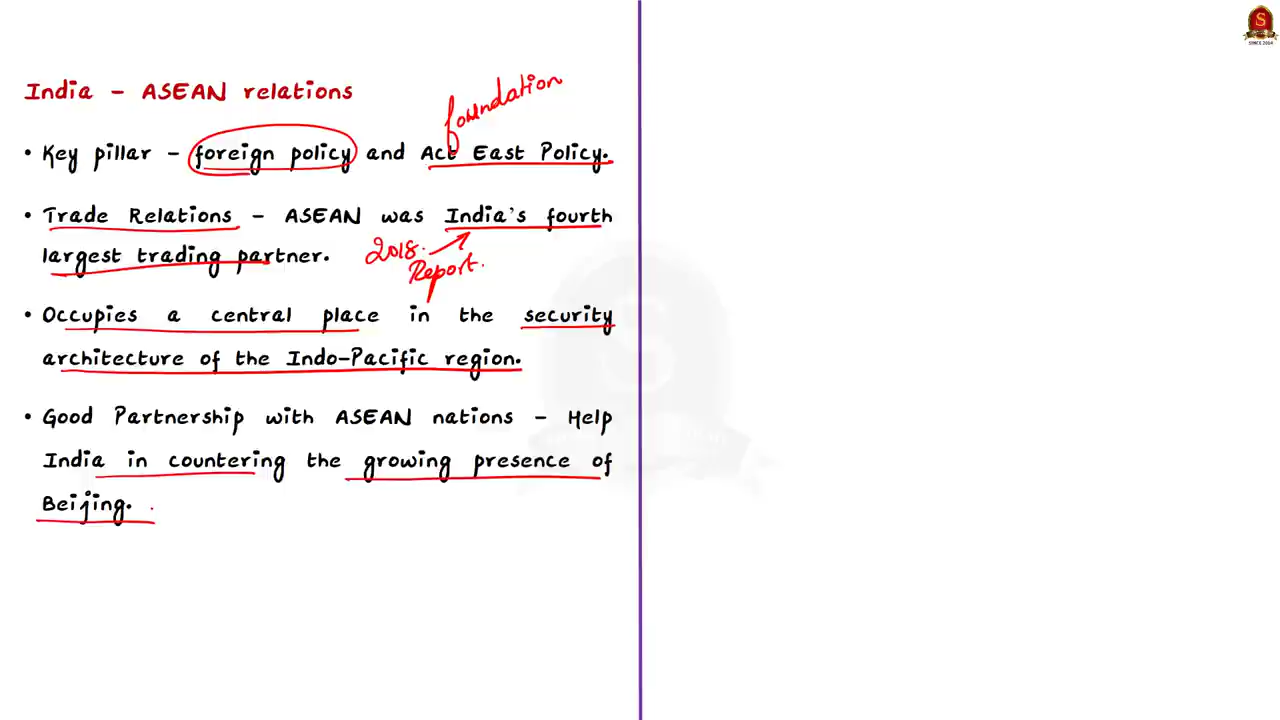 India - ASEAN relations
foundation
• Key pillar - foreign policy and Act East Policy.
• Trade Relations - ASEAN was India's fourth
largest trading partner.
2018.
Report.
• Occupies a central place in the security
architecture of the Indo-Pacific region.
• Good Partnership with ASEAN nations - Help
India in countering the growing presence of
Beijing.
S
SINCE 2014